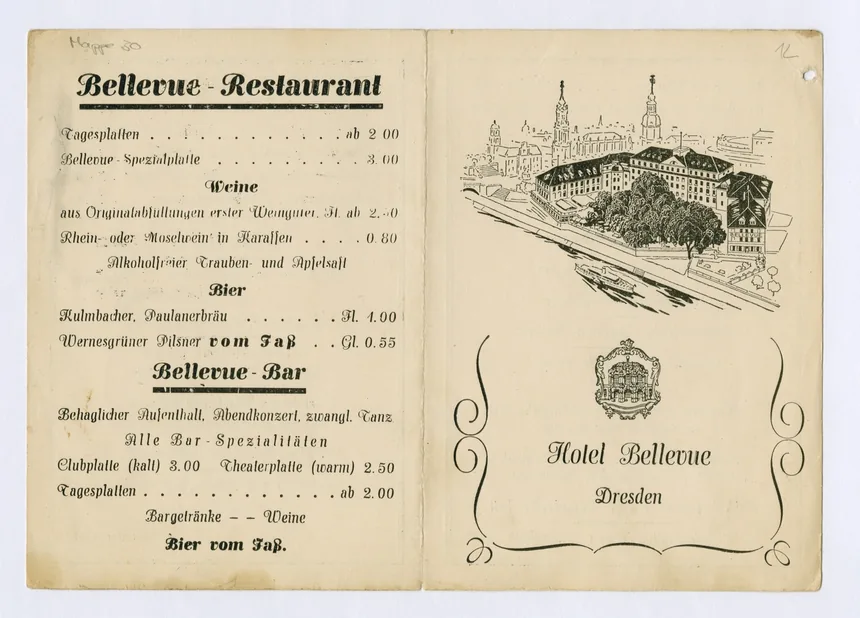 Mappe 30
Bellevue - Restaurant
Tagesplatten . . . . . . . . . . . . . ab 2 00
Bellevue - Spezialplatte . . . . . . . . . 3. 00
Weine
aus Originalabfüllungen erster Weingüter, Fl. ab
Rhein- oder Moselwein in Karaffen . . . . 0.80
Alkoholfreier Trauben- und Apfelsaft
Bier
Kulmbacher, Paulanerbräu . . . . . . Fl. 1.00
Wernesgrüner Pilsner vom Faß . . Gl. 0.55
Bellevue - Bar
Behaglicher Aufenthalt, Abendkonzert, zwangl. Tanz
Alle Bar - Spezialitäten
Clubplatte (kalt) 3.00 Theaterplatte (warm) 2.50
Tagesplatten . . . . . . . . . . . . ab 2.00
Bargetränke – – Weine
Bier vom Faß.
Hotel Bellevue
Dresden